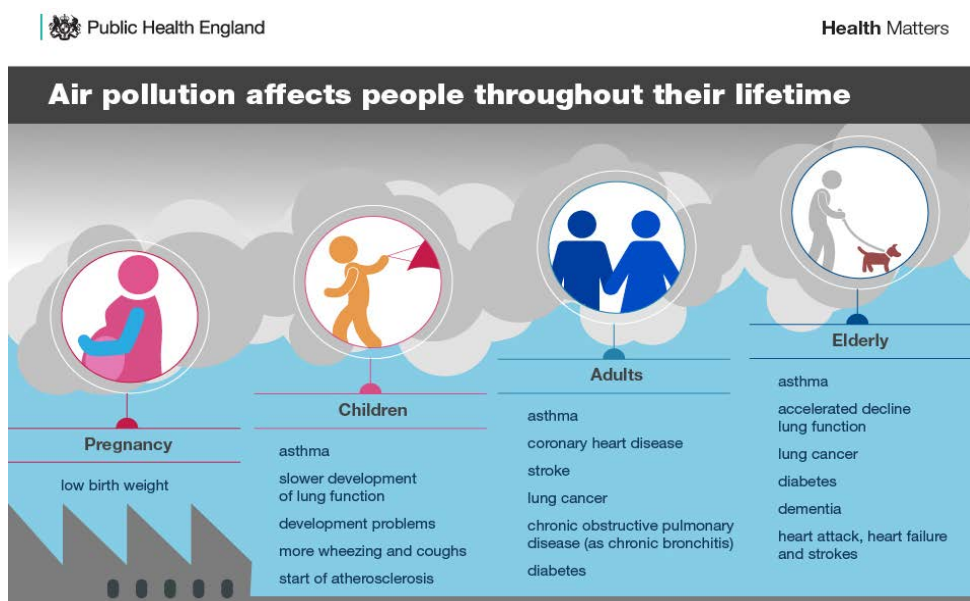 Public Health England
Health Matters
Air pollution affects people throughout their lifetime
Pregnancy
low birth weight
Children
asthma
slower development
of lung function
development problems
more wheezing and coughs
start of atherosclerosis
Adults
asthma
coronary heart disease
stroke
lung cancer
chronic obstructive pulmonary
disease (as chronic bronchitis)
diabetes
Elderly
asthma
accelerated decline
lung function
lung cancer
diabetes
dementia
heart attack, heart failure
and strokes